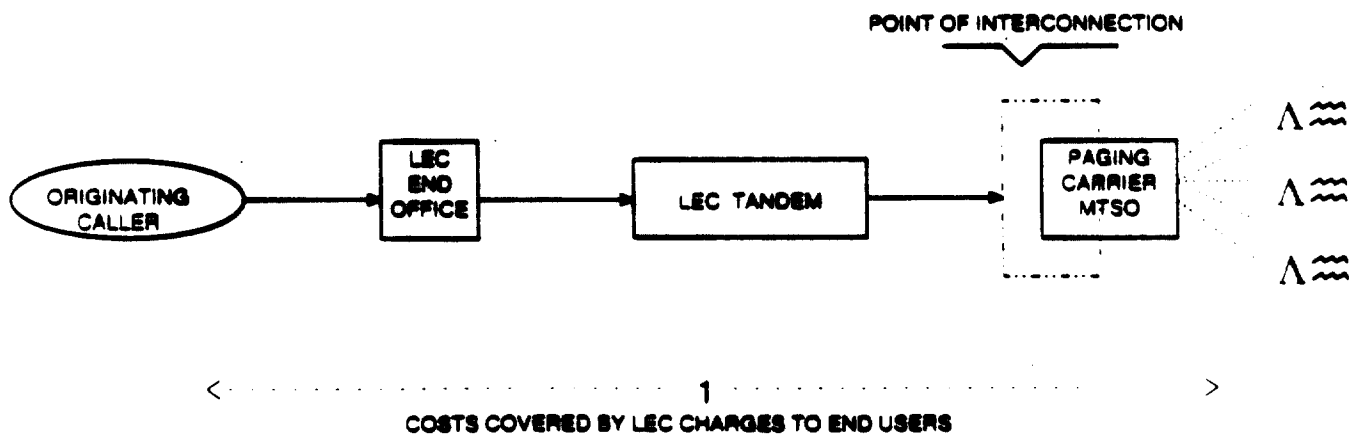 POINT OF INTERCONNECTION
ORIGINATING
CALLER
LEC
END
OFFICE
LEC TANDEM
PAGING
CARRIER
MTSO
1
COSTS COVERED BY LEC CHARGES TO END USERS